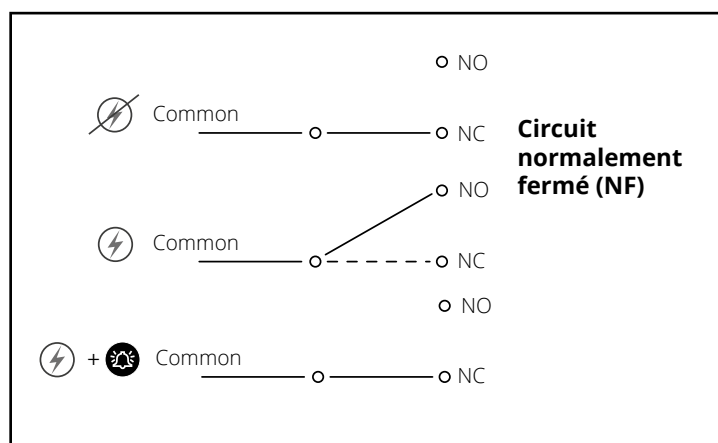 NO
Common
NC
Circuit
normalement
fermé (NF)
NO
Common
NC
NO
+ Common
NC